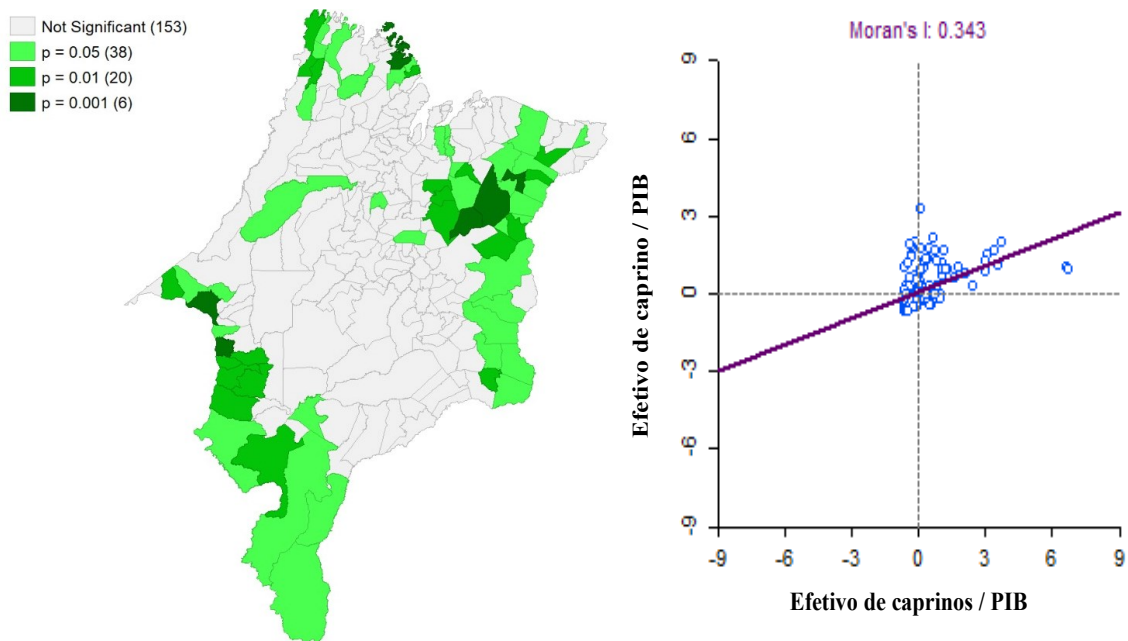 Not Significant (153)
p = 0.05 (38)
p = 0.01 (20)
p = 0.001 (6)
Moran's I: 0.343
Efetivo de caprino / PIB
9
6
3
0
-3
-6
-9
-9
-6
-3
0
3
6
9
Efetivo de caprinos / PIB